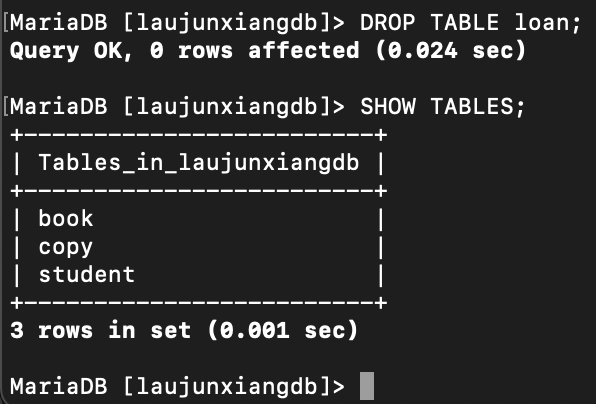 [MariaDB [laujunxiangdb]> DROP TABLE loan;
Query OK, 0 rows affected (0.024 sec)
[MariaDB [laujunxiangdb]> SHOW TABLES;
+-------------------------+
| Tables_in_laujunxiangdb |
+-------------------------+
| book                    |
| copy                    |
| student                 |
+-------------------------+
3 rows in set (0.001 sec)
MariaDB [laujunxiangdb]>